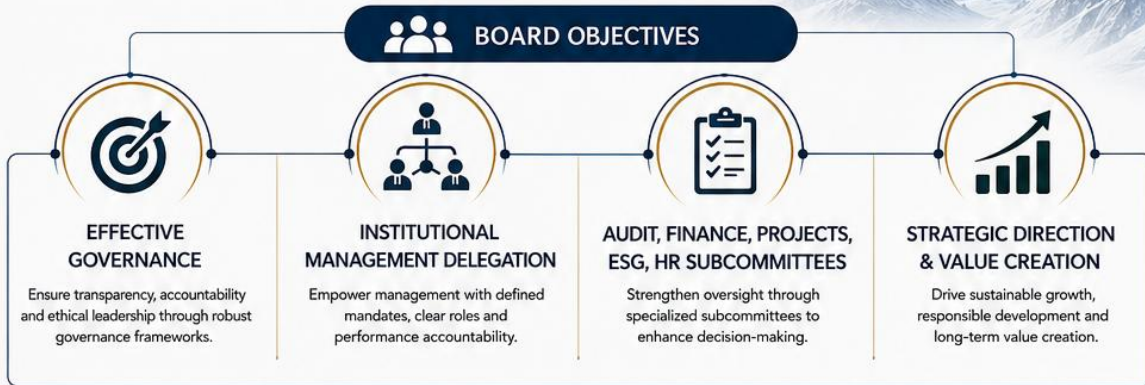 BOARD OBJECTIVES
EFFECTIVE
GOVERNANCE
Ensure transparency, accountability
and ethical leadership through robust
governance frameworks.
INSTITUTIONAL
MANAGEMENT DELEGATION
Empower management with defined
mandates, clear roles and
performance accountability.
AUDIT, FINANCE, PROJECTS,
ESG, HR SUBCOMMITTEES
Strengthen oversight through
specialized subcommittees to
enhance decision-making.
STRATEGIC DIRECTION
& VALUE CREATION
Drive sustainable growth,
responsible development and
long-term value creation.